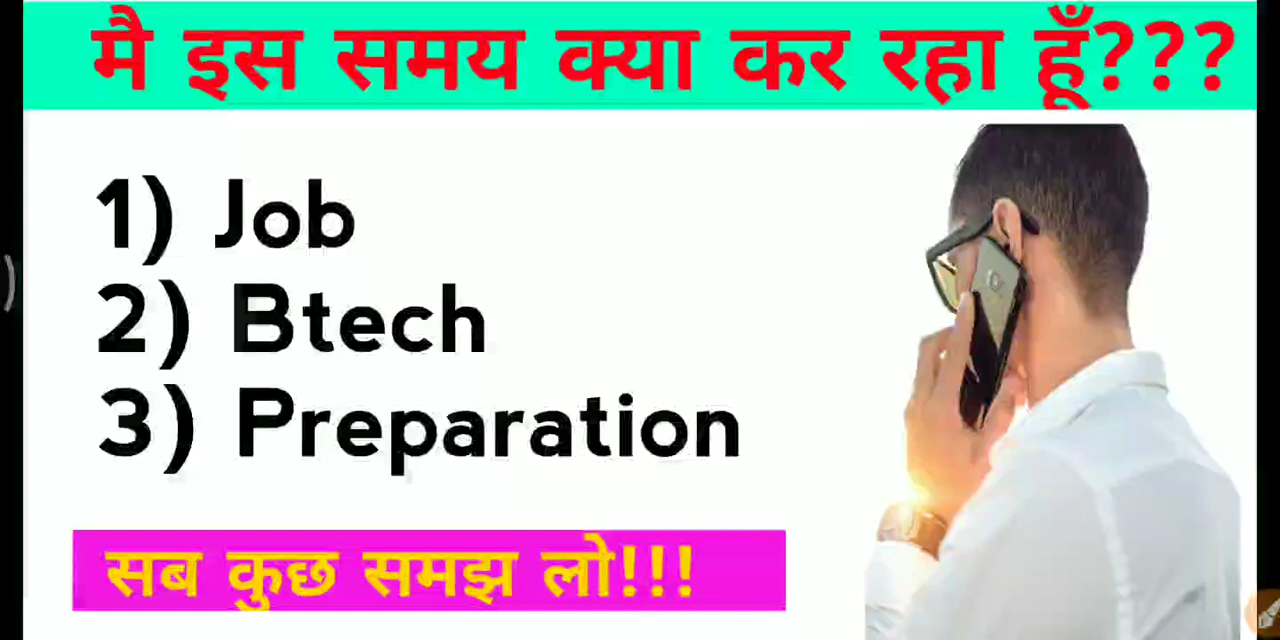 मै इस समय क्या कर रहा हूँ???
1) Job
2) Btech
3) Preparation
सब कुछ समझ लो!!!